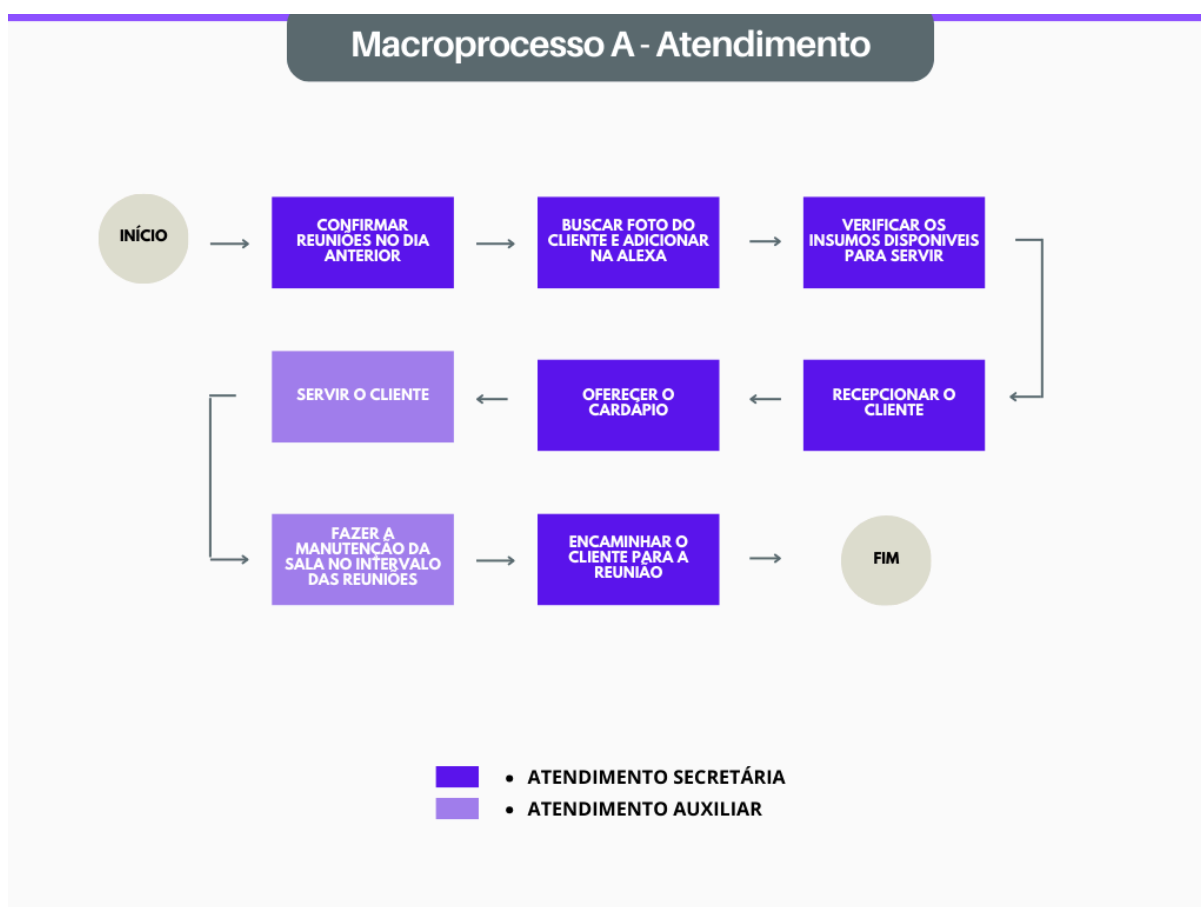 Macroprocesso A - Atendimento
INÍCIO
CONFIRMAR
REUNIÕES NO DIA
ANTERIOR
BUSCAR FOTO DO
CLIENTE E ADICIONAR
NA ALEXA
VERIFICAR OS
INSUMOS DISPONIVEIS
PARA SERVIR
RECEPCIONAR O
CLIENTE
OFERECER O
CARDÁPIO
SERVIR O CLIENTE
FAZER A
MANUTENÇÃO DA
SALA NO INTERVALO
DAS REUNIÕES
ENCAMINHAR O
CLIENTE PARA A
REUNIÃO
FIM
• ATENDIMENTO SECRETÁRIA
• ATENDIMENTO AUXILIAR